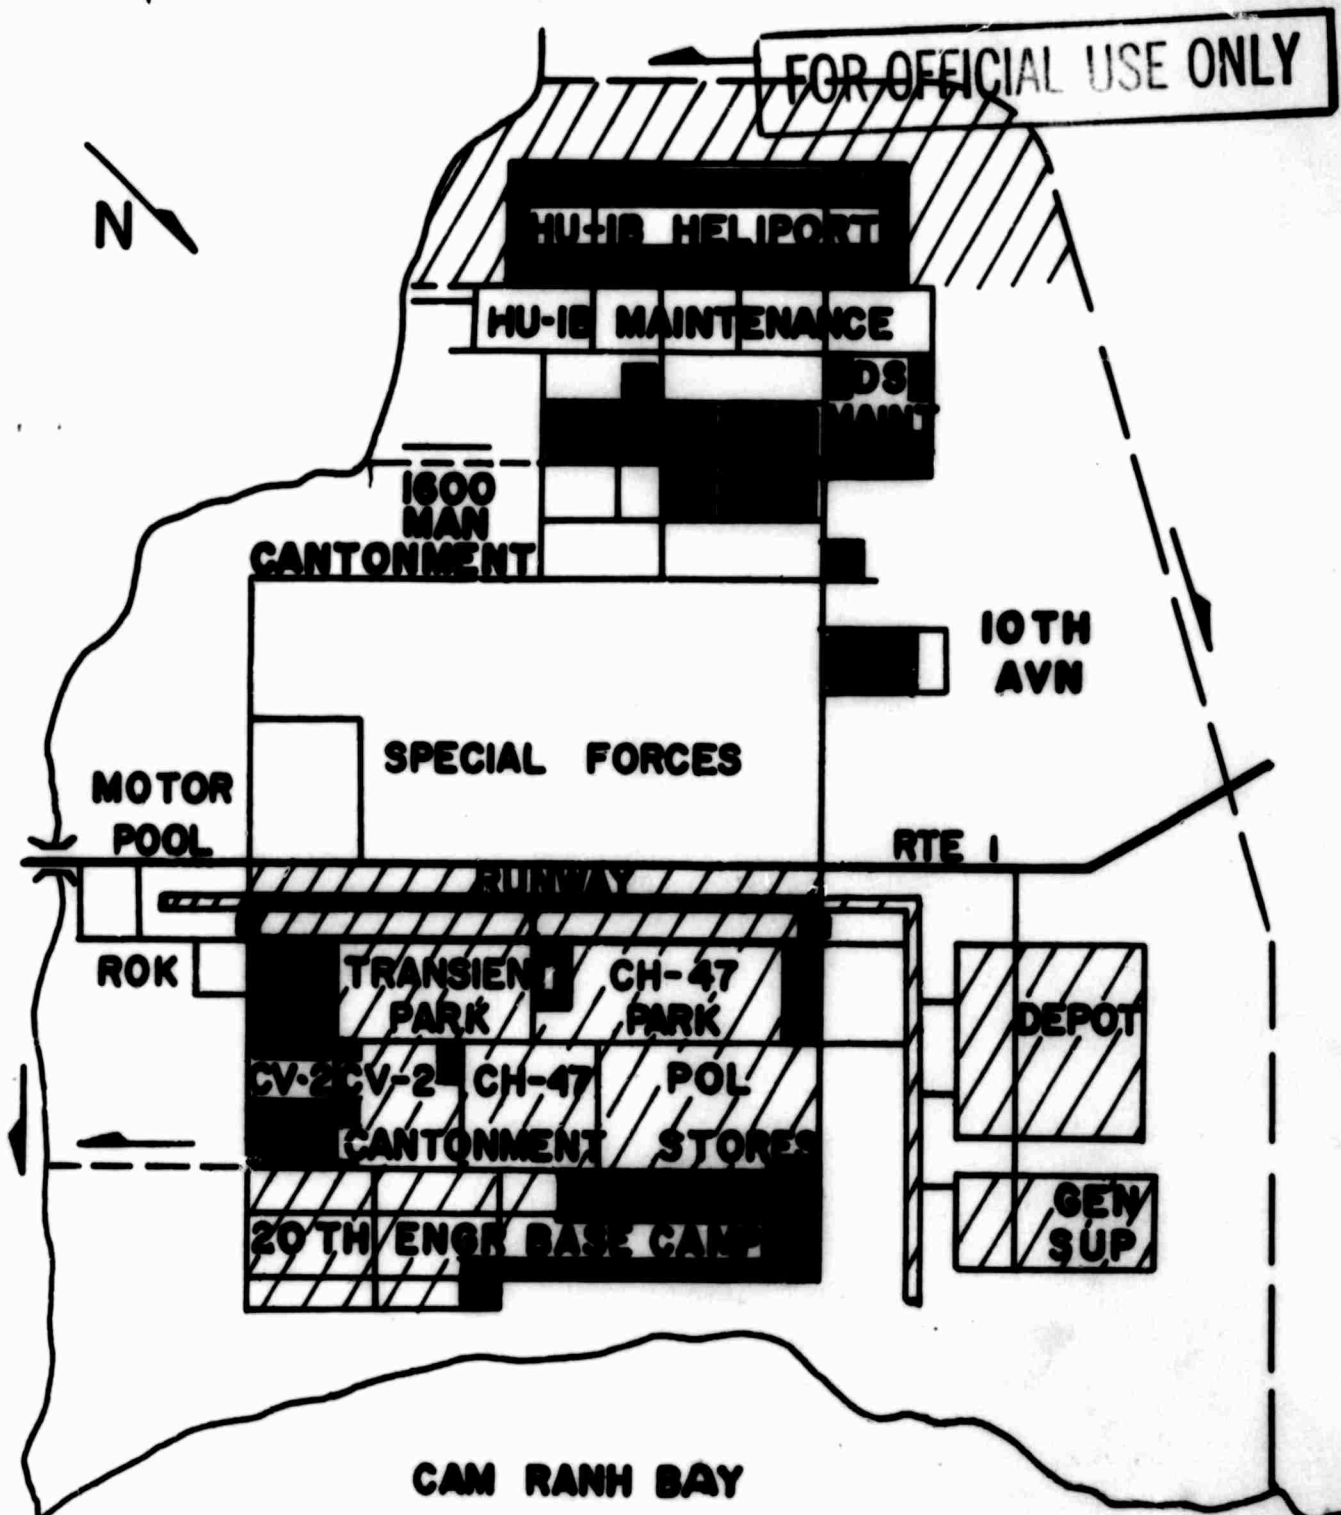 FOR OFFICIAL USE ONLY
N
HU-1B HELIPORT
HU-1B MAINTENANCE
DS
MAINT
1600
MAN
CANTONMENT
10TH
AVN
SPECIAL FORCES
MOTOR
POOL
RTE 1
RUNWAY
ROK
TRANSIENT
PARK
CH-47
PARK
DEPOT
CV-2
CV-2
CH-47
CANTONMENT
POL
STORES
GEN
SUP
20TH ENGR BASE CAMP
CAM RANH BAY